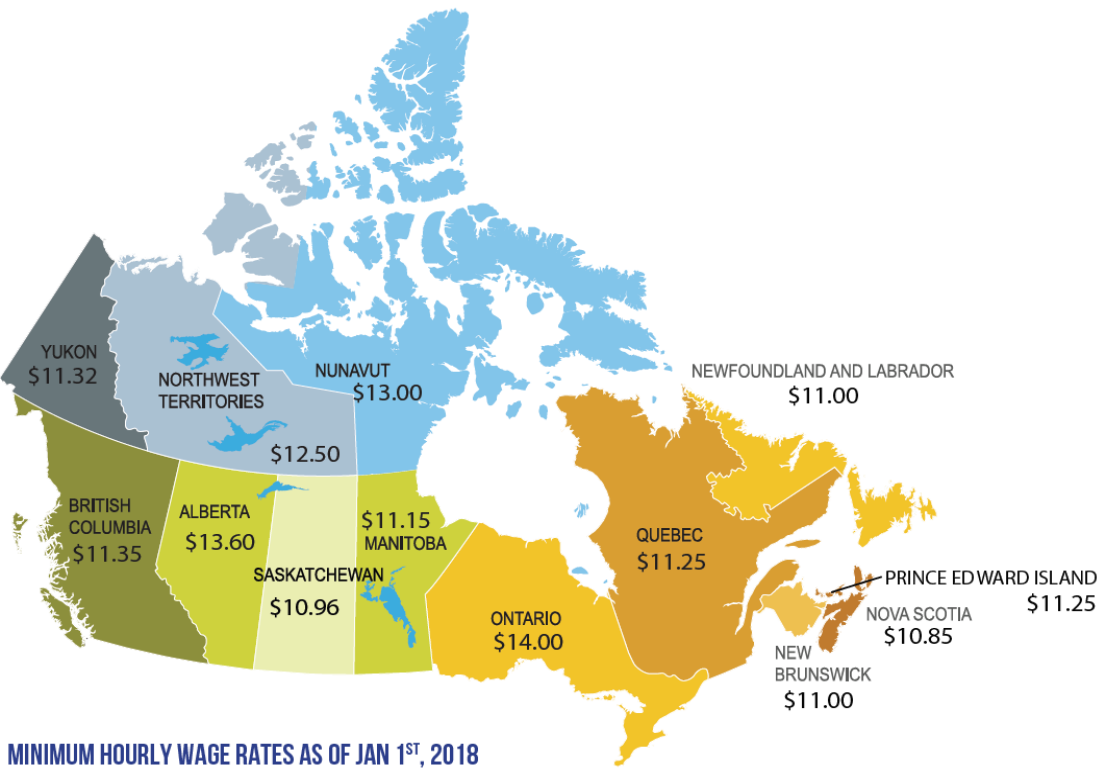 YUKON
$11.32
NORTHWEST
TERRITORIES
$12.50
NUNAVUT
$13.00
NEWFOUNDLAND AND LABRADOR
$11.00
BRITISH
COLUMBIA
$11.35
ALBERTA
$13.60
SASKATCHEWAN
$10.96
$11.15
MANITOBA
ONTARIO
$14.00
QUEBEC
$11.25
PRINCE EDWARD ISLAND
$11.25
NOVA SCOTIA
$10.85
NEW
BRUNSWICK
$11.00
MINIMUM HOURLY WAGE RATES AS OF JAN 1ST, 2018